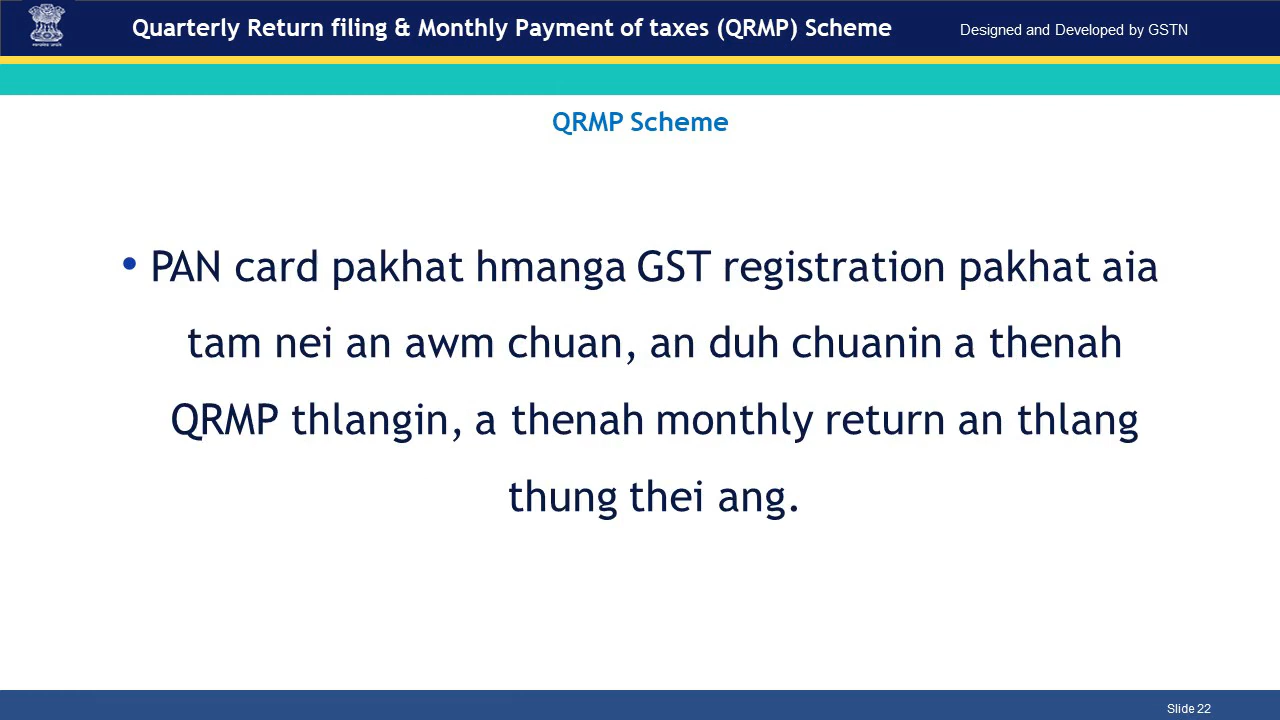 Quarterly Return filing & Monthly Payment of taxes (QRMP) Scheme
Designed and Developed by GSTN
QRMP Scheme
• PAN card pakhat hmanga GST registration pakhat aia
tam nei an awm chuan, an duh chuanin a thenah
QRMP thlangin, a thenah monthly return an thlang
thung thei ang.
Slide 22